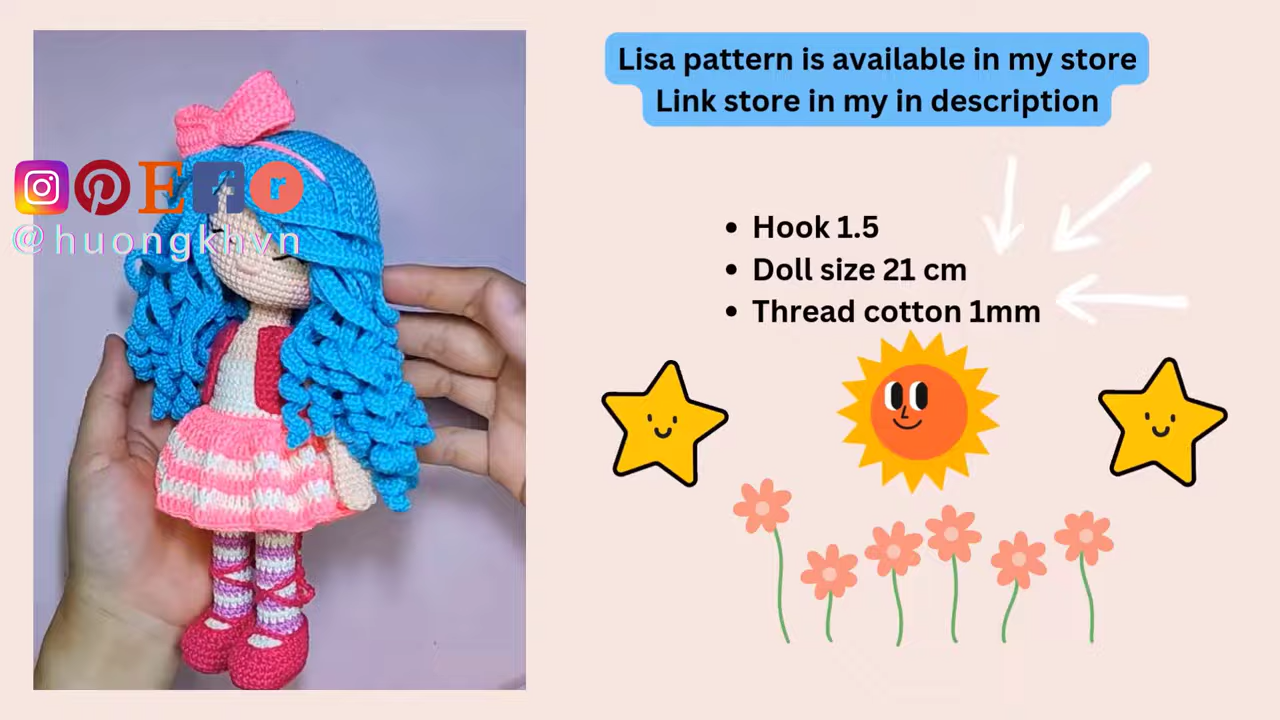 Lisa pattern is available in my store
Link store in my in description
@huongkhvn
• Hook 1.5
• Doll size 21 cm
• Thread cotton 1mm